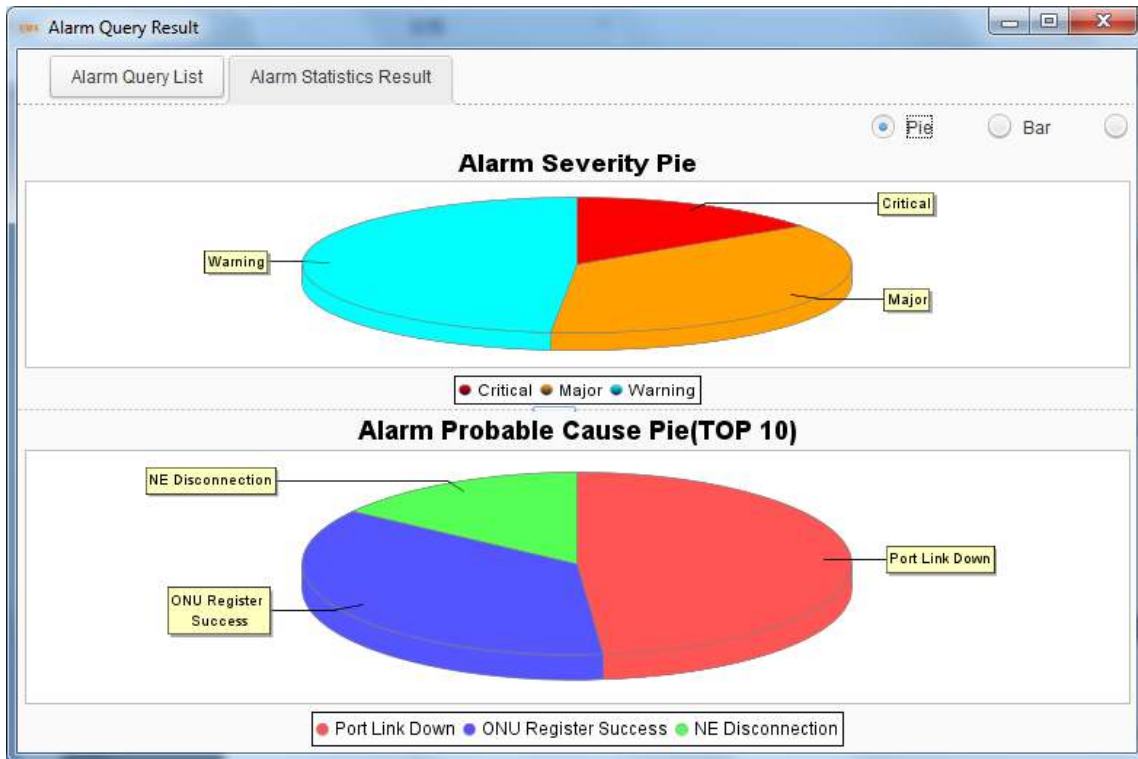 Alarm Query Result
Alarm Query List
Alarm Statistics Result
Pie
Bar
Alarm Severity Pie
Critical
Warning
Major
Critical Major Warning
Alarm Probable Cause Pie(TOP 10)
NE Disconnection
Port Link Down
ONU Register
Success
Port Link Down ONU Register Success NE Disconnection